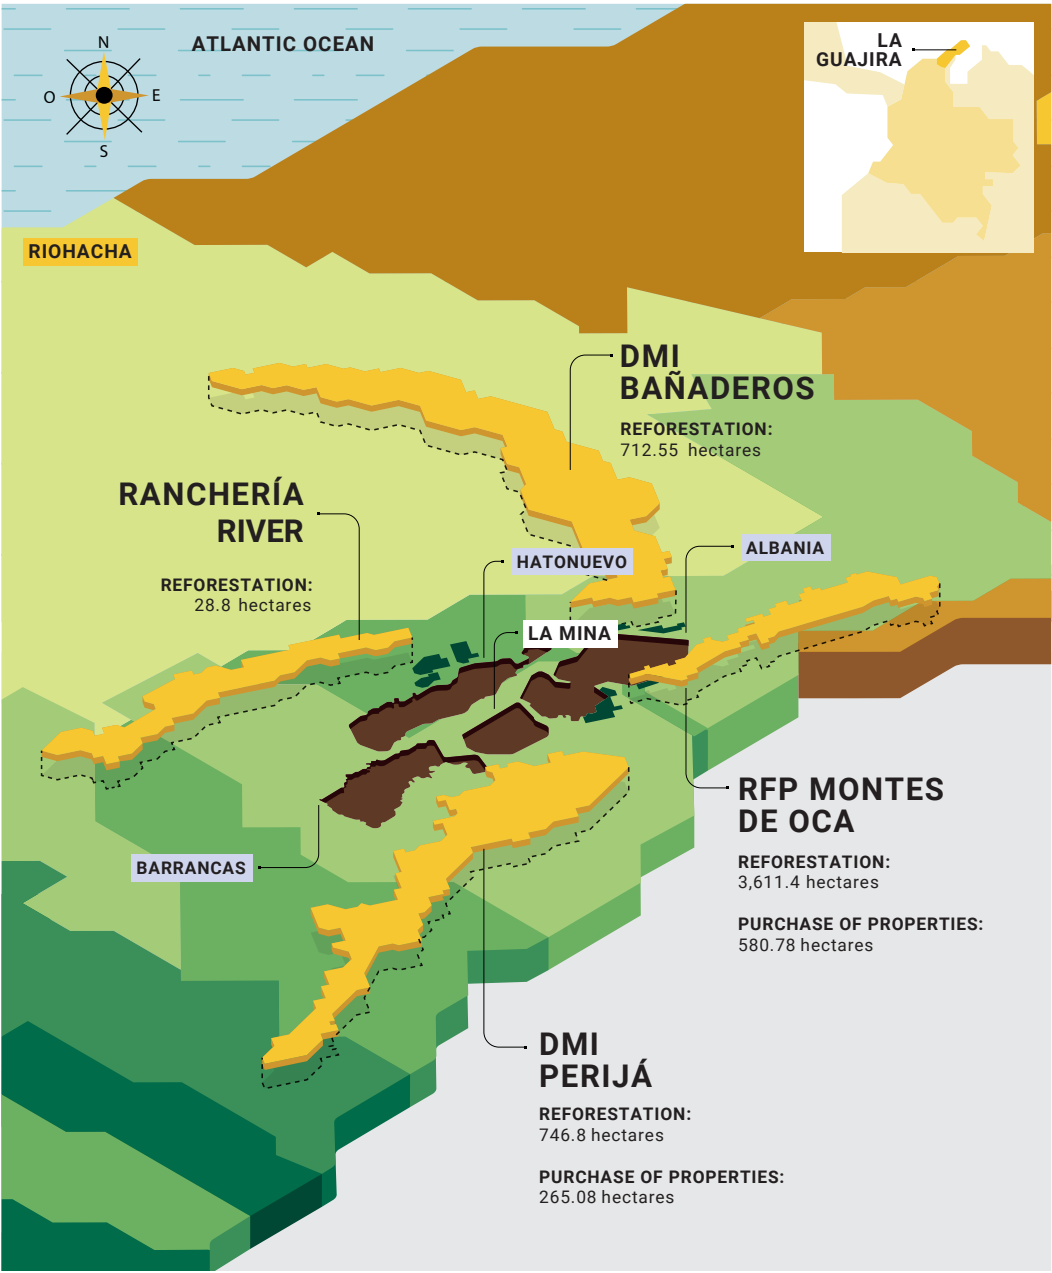 N
ATLANTIC OCEAN
O
E
S
LA
GUAJIRA
RIOHACHA
DMI
BAÑADEROS
REFORESTATION:
712.55 hectares
RANCHERÍA
RIVER
REFORESTATION:
28.8 hectares
HATONUEVO
ALBANIA
LA MINA
RFP MONTES
DE OCA
REFORESTATION:
3,611.4 hectares
PURCHASE OF PROPERTIES:
580.78 hectares
BARRANCAS
DMI
PERIJÁ
REFORESTATION:
746.8 hectares
PURCHASE OF PROPERTIES:
265.08 hectares